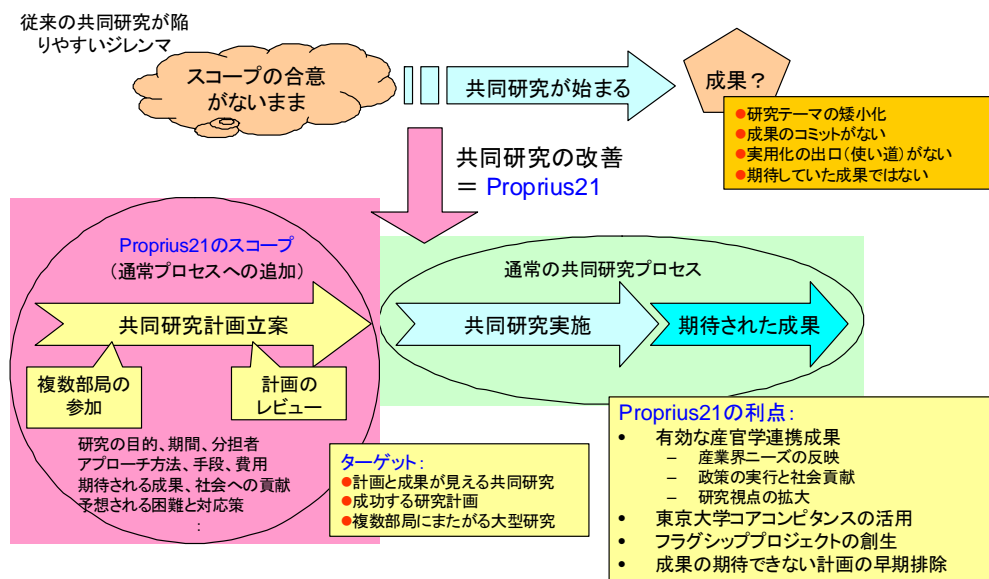 従来の共同研究が陥
りやすいジレンマ
スコープの合意
がないまま
共同研究が始まる
成果？
●研究テーマの矮小化
●成果のコミットがない
●実用化の出口（使い道）がない
●期待していた成果ではない
共同研究の改善
＝ Proprius21
Proprius21のスコープ
（通常プロセスへの追加）
共同研究計画立案
複数部局の
参加
計画の
レビュー
研究の目的、期間、分担者
アプローチ方法、手段、費用
期待される成果、社会への貢献
予想される困難と対応策
：
通常の共同研究プロセス
共同研究実施
期待された成果
ターゲット：
●計画と成果が見える共同研究
●成功する研究計画
●複数部局にまたがる大型研究
Proprius21の利点：
• 有効な産官学連携成果
– 産業界ニーズの反映
– 政策の実行と社会貢献
– 研究視点の拡大
• 東京大学コアコンピタンスの活用
• フラグシッププロジェクトの創生
• 成果の期待できない計画の早期排除